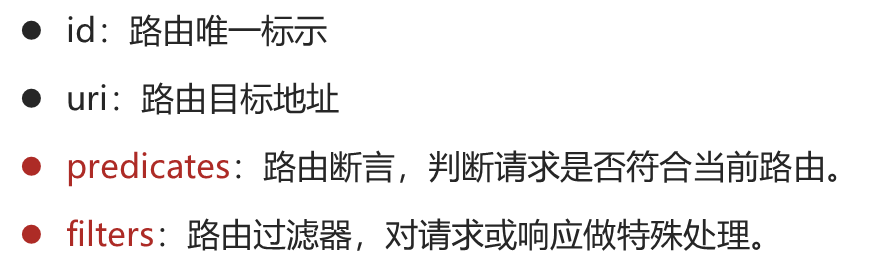 ● id：路由唯一标示
● uri：路由目标地址
● predicates：路由断言，判断请求是否符合当前路由。
● filters：路由过滤器，对请求或响应做特殊处理。